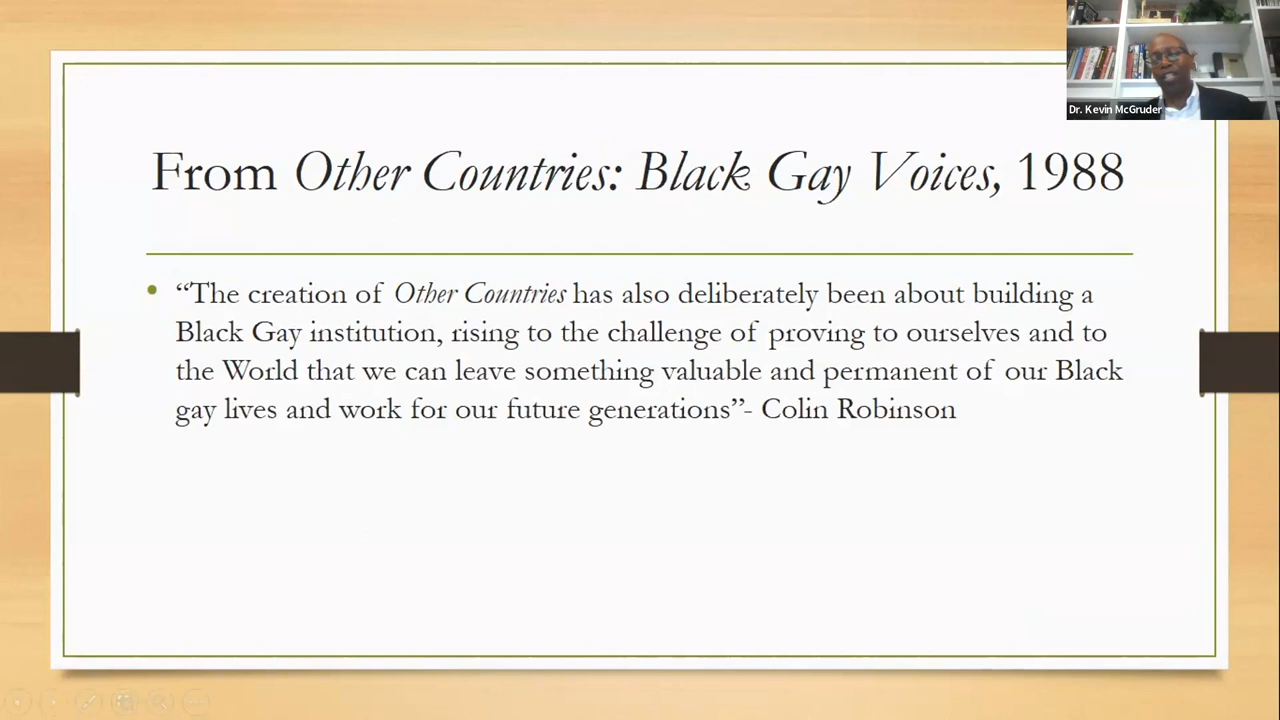 Dr. Kevin McGruder
From Other Countries: Black Gay Voices, 1988
• “The creation of Other Countries has also deliberately been about building a
Black Gay institution, rising to the challenge of proving to ourselves and to
the World that we can leave something valuable and permanent of our Black
gay lives and work for our future generations”- Colin Robinson